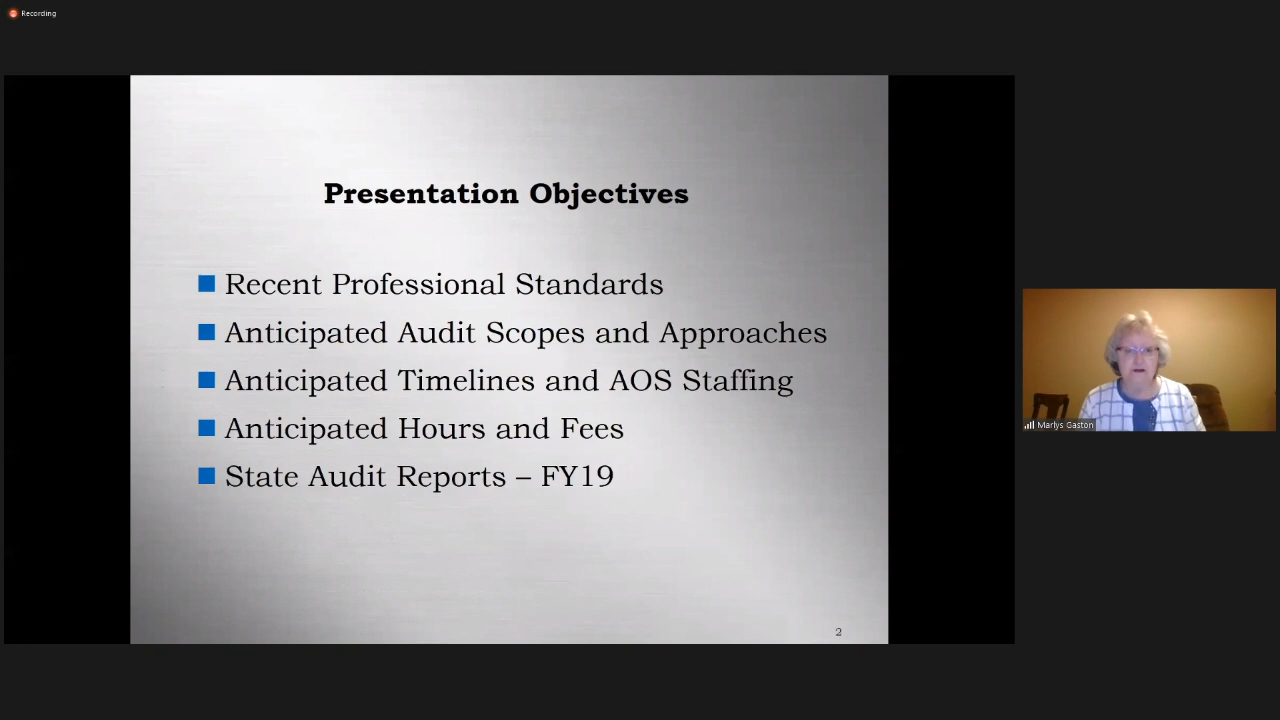 Recording
Presentation Objectives
Recent Professional Standards
Anticipated Audit Scopes and Approaches
Anticipated Timelines and AOS Staffing
Anticipated Hours and Fees
State Audit Reports – FY19
2
Marlys Gaston